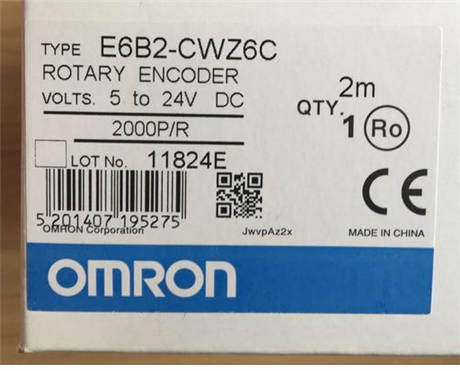 TYPE E6B2-CWZ6C
ROTARY ENCODER
VOLTS. 5 to 24V DC
2m
QTY.
1 Ro
2000P/R
LOT No. 11824E
5 201407 195275
OMRON Corporation
JwvpAz2x
CE
MADE IN CHINA
OMRON